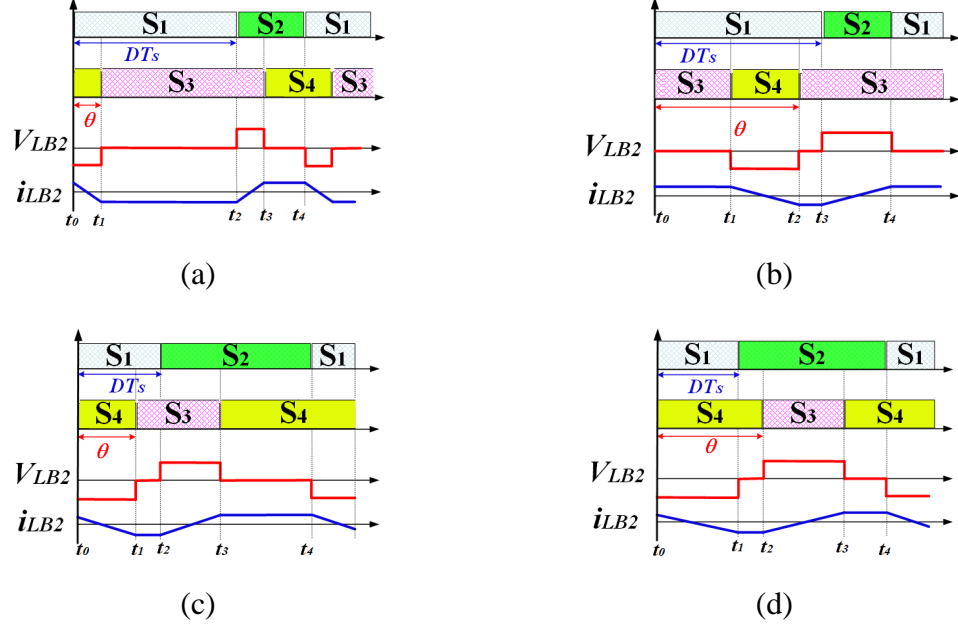 S1 S2 S1
DTs
S3 S4 S3
θ
VLB2
iLB2
t0 t1 t2 t3 t4
(a)
S1 S2 S1
DTs
S3 S4 S3
θ
VLB2
iLB2
t0 t1 t2 t3 t4
(b)
S1 S2 S1
DTs
S4 S3 S4
θ
VLB2
iLB2
t0 t1 t2 t3 t4
(c)
S1 S2 S1
DTs
S4 S3 S4
θ
VLB2
iLB2
t0 t1 t2 t3 t4
(d)